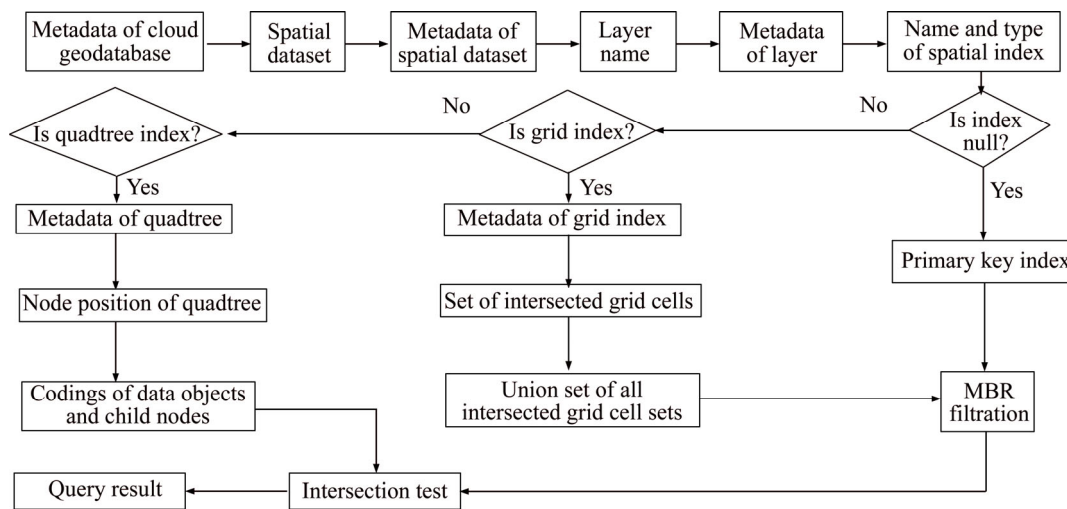 Metadata of cloud
geodatabase
Spatial
dataset
Metadata of
spatial dataset
Layer
name
Metadata
of layer
Name and type
of spatial index
Is quadtree index?
No
Is grid index?
No
Is index
null?
Yes
Yes
Yes
Metadata of quadtree
Metadata of grid index
Primary key index
Node position of quadtree
Set of intersected grid cells
Codings of data objects
and child nodes
Union set of all
intersected grid cell sets
MBR
filtration
Query result
Intersection test